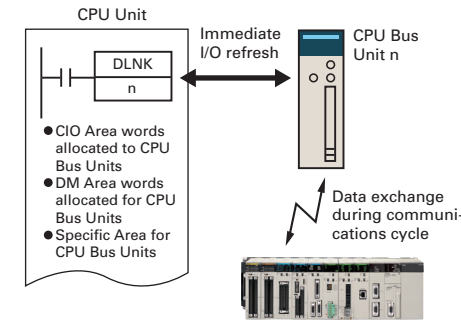 CPU Unit
DLNK
n
● CIO Area words
allocated to CPU
Bus Units
● DM Area words
allocated for CPU
Bus Units
● Specific Area for
CPU Bus Units
Immediate
I/O refresh
CPU Bus
Unit n
Data exchange
during communi-
cations cycle